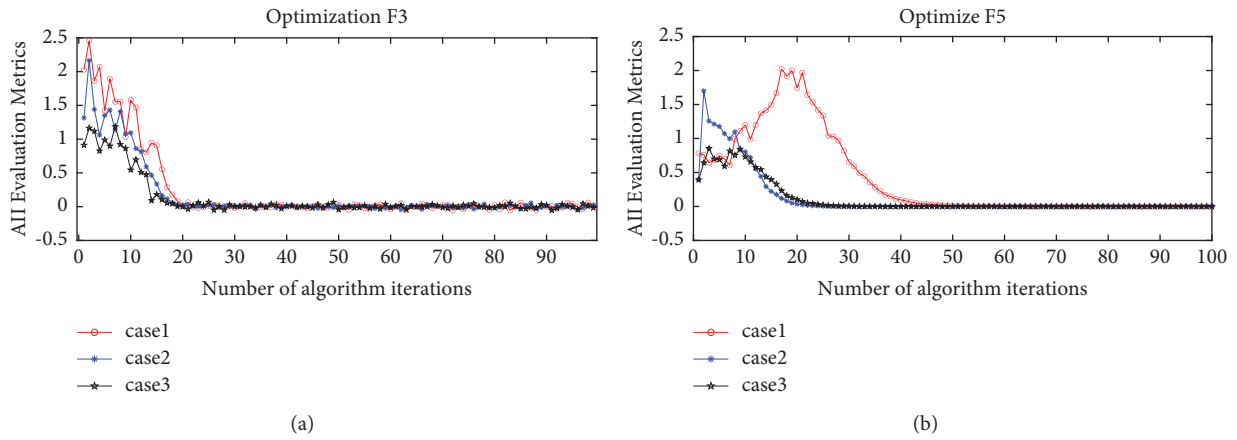 Optimization F3
AII Evaluation Metrics
2.5
2
1.5
1
0.5
0
-0.5
0 10 20 30 40 50 60 70 80 90
Number of algorithm iterations
case1
case2
case3
(a)
Optimize F5
AII Evaluation Metrics
2.5
2
1.5
1
0.5
0
-0.5
0 10 20 30 40 50 60 70 80 90 100
Number of algorithm iterations
case1
case2
case3
(b)